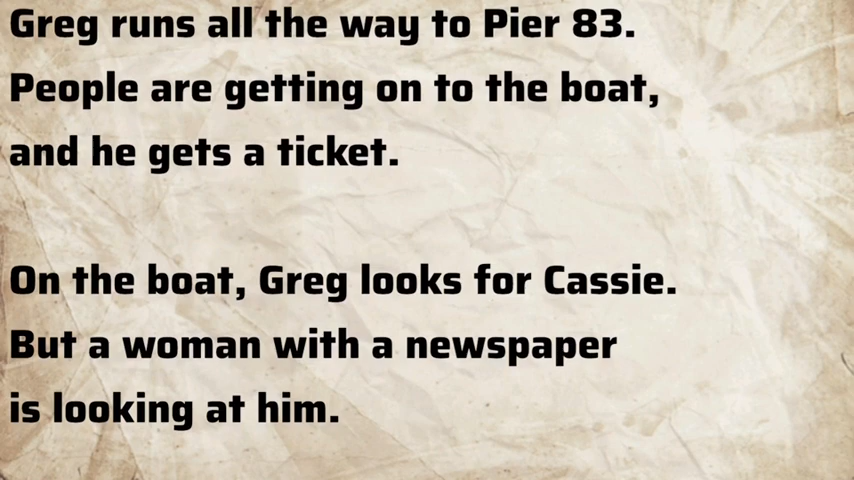 Greg runs all the way to Pier 83.
People are getting on to the boat,
and he gets a ticket.
On the boat, Greg looks for Cassie.
But a woman with a newspaper
is looking at him.